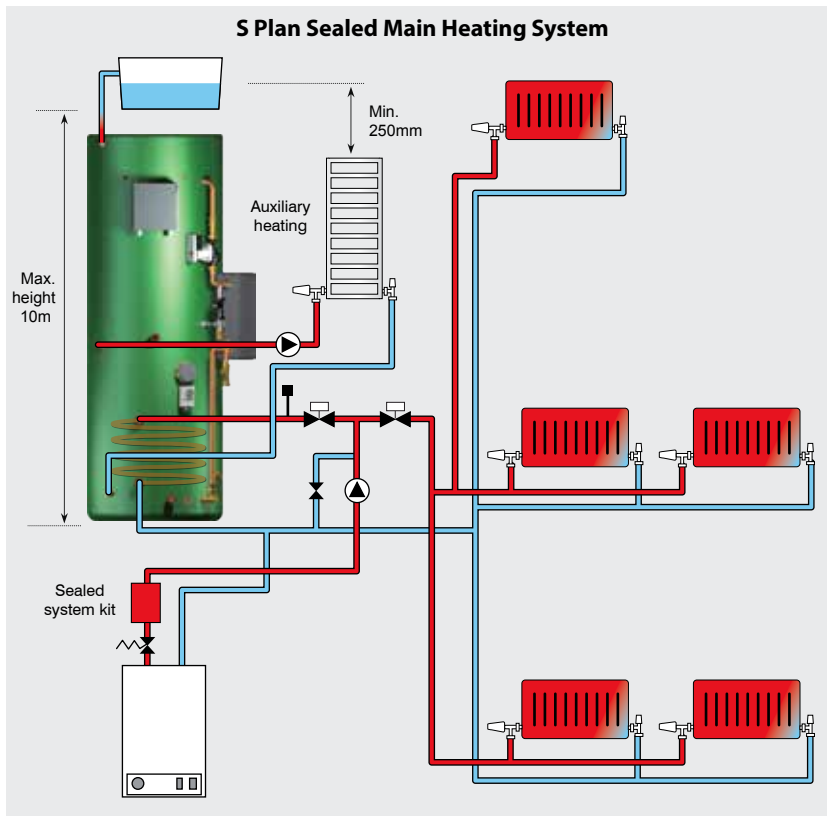 S Plan Sealed Main Heating System
Min.
250mm
Auxiliary
heating
Max.
height
10m
Sealed
system kit